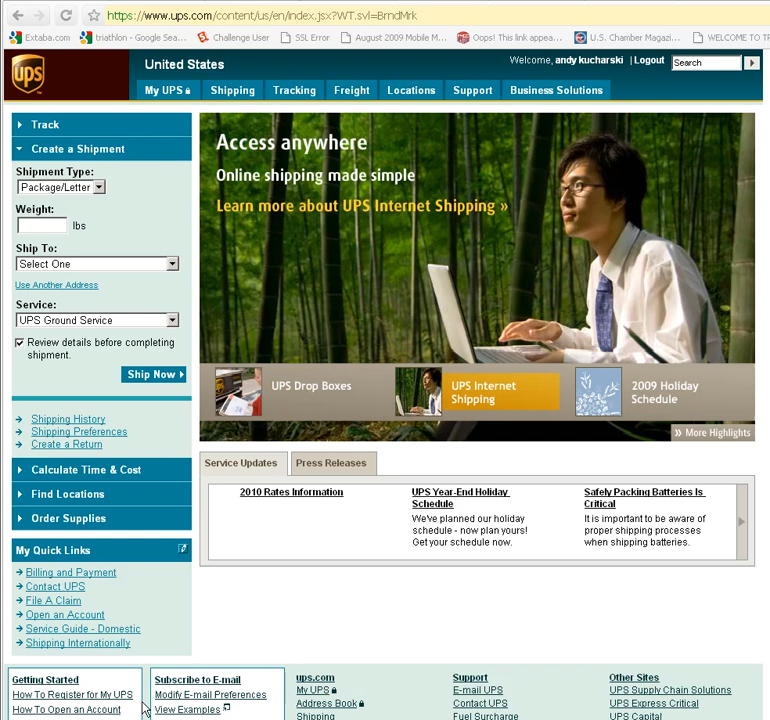 https://www.ups.com/content/us/en/index.jsx?WT.svl=BrndMrk
Extaba.com
triathlon - Google Sea...
Challenge User
SSL Error
August 2009 Mobile M...
Oops! This link appea...
U.S. Chamber Magazi...
WELCOME TO TR
ups
United States
Welcome, andy kucharski | Logout
Search
My UPS
Shipping
Tracking
Freight
Locations
Support
Business Solutions
Track
Create a Shipment
Shipment Type:
Package/Letter
Weight:
lbs
Ship To:
Select One
Use Another Address
Service:
UPS Ground Service
Review details before completing
shipment.
Ship Now
Shipping History
Shipping Preferences
Create a Return
Calculate Time & Cost
Find Locations
Order Supplies
My Quick Links
Billing and Payment
Contact UPS
File A Claim
Open an Account
Service Guide - Domestic
Shipping Internationally
Access anywhere
Online shipping made simple
Learn more about UPS Internet Shipping »
UPS Drop Boxes
UPS Internet
Shipping
2009 Holiday
Schedule
» More Highlights
Service Updates
Press Releases
2010 Rates Information
UPS Year-End Holiday
Schedule
We've planned our holiday
schedule - now plan yours!
Get your schedule now.
Safely Packing Batteries Is
Critical
It is important to be aware of
proper shipping processes
when shipping batteries.
Getting Started
How To Register for My UPS
How To Open an Account
Subscribe to E-mail
Modify E-mail Preferences
View Examples
ups.com
My UPS
Address Book
Shipping
Support
E-mail UPS
Contact UPS
Fuel Surcharge
Other Sites
UPS Supply Chain Solutions
UPS Express Critical
UPS Capital